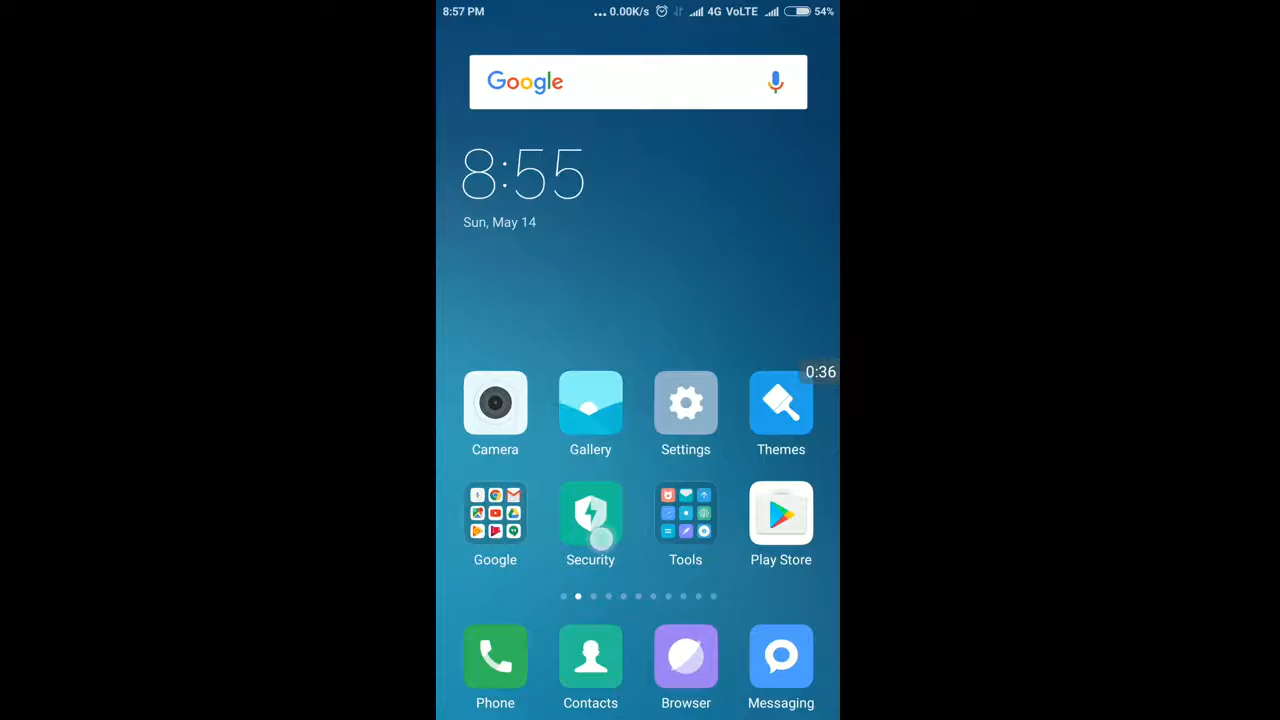 8:57 PM ... 0.00K/s 4G VoLTE 54%
Google
8:55
Sun, May 14
0:36
Camera Gallery Settings Themes
Google Security Tools Play Store
Phone Contacts Browser Messaging